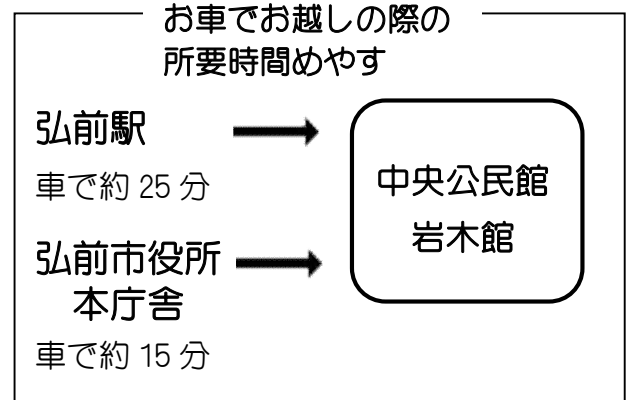 お車でお越しの際の
所要時間めやす
弘前駅
車で約 25 分
弘前市役所
本庁舎
車で約 15 分
中央公民館
岩木館